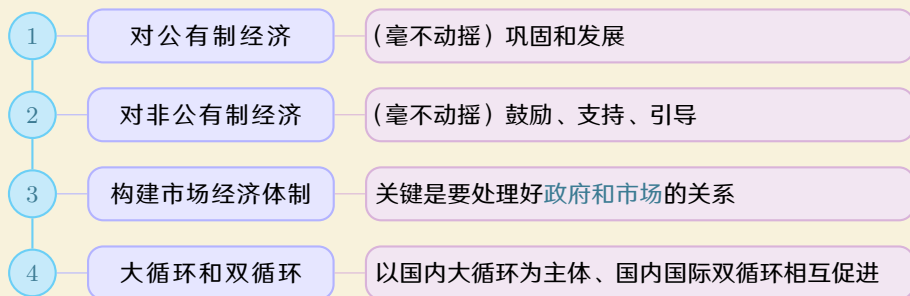 1 对公有制经济 （毫不动摇）巩固和发展
2 对非公有制经济 （毫不动摇）鼓励、支持、引导
3 构建市场经济体制 关键是要处理好政府和市场的关系
4 大循环和双循环 以国内大循环为主体、国内国际双循环相互促进